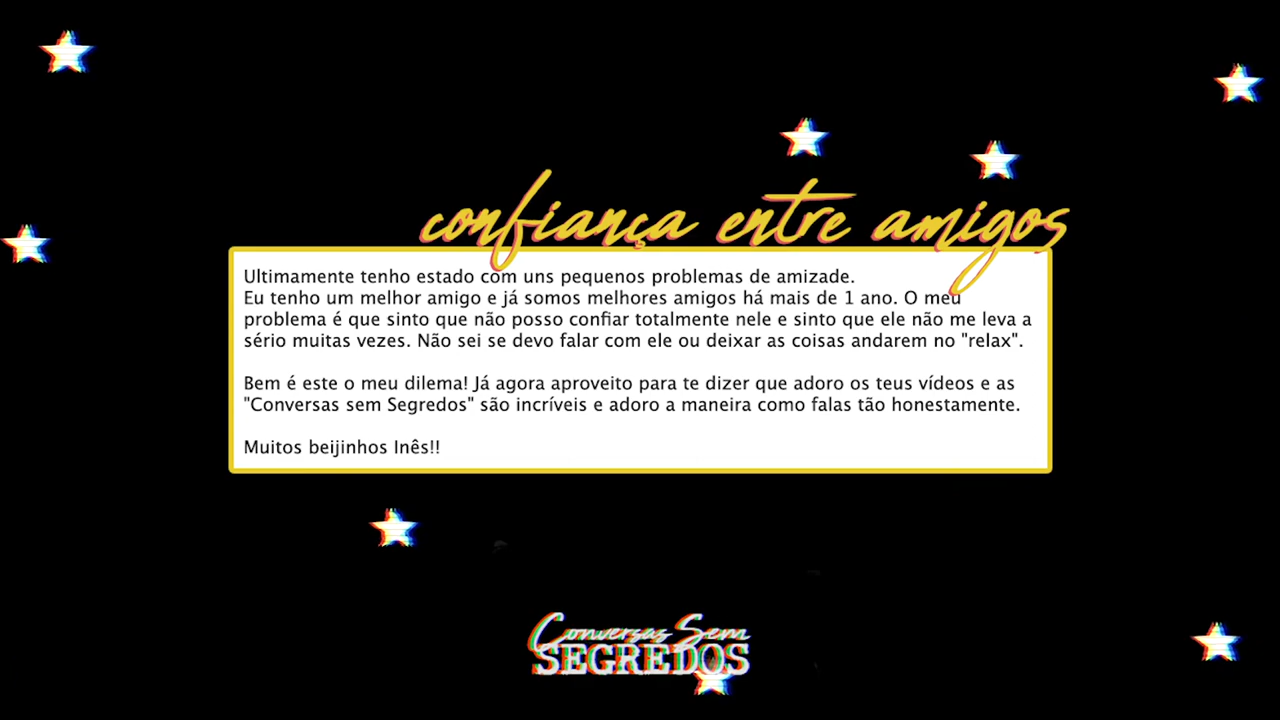 confiança entre amigos
Ultimamente tenho estado com uns pequenos problemas de amizade.
Eu tenho um melhor amigo e já somos melhores amigos há mais de 1 ano. O meu
problema é que sinto que não posso confiar totalmente nele e sinto que ele não me leva a
sério muitas vezes. Não sei se devo falar com ele ou deixar as coisas andarem no "relax".
Bem é este o meu dilema! Já agora aproveito para te dizer que adoro os teus vídeos e as
"Conversas sem Segredos" são incríveis e adoro a maneira como falas tão honestamente.
Muitos beijinhos Inês!!
Conversas Sem
SEGREDOS